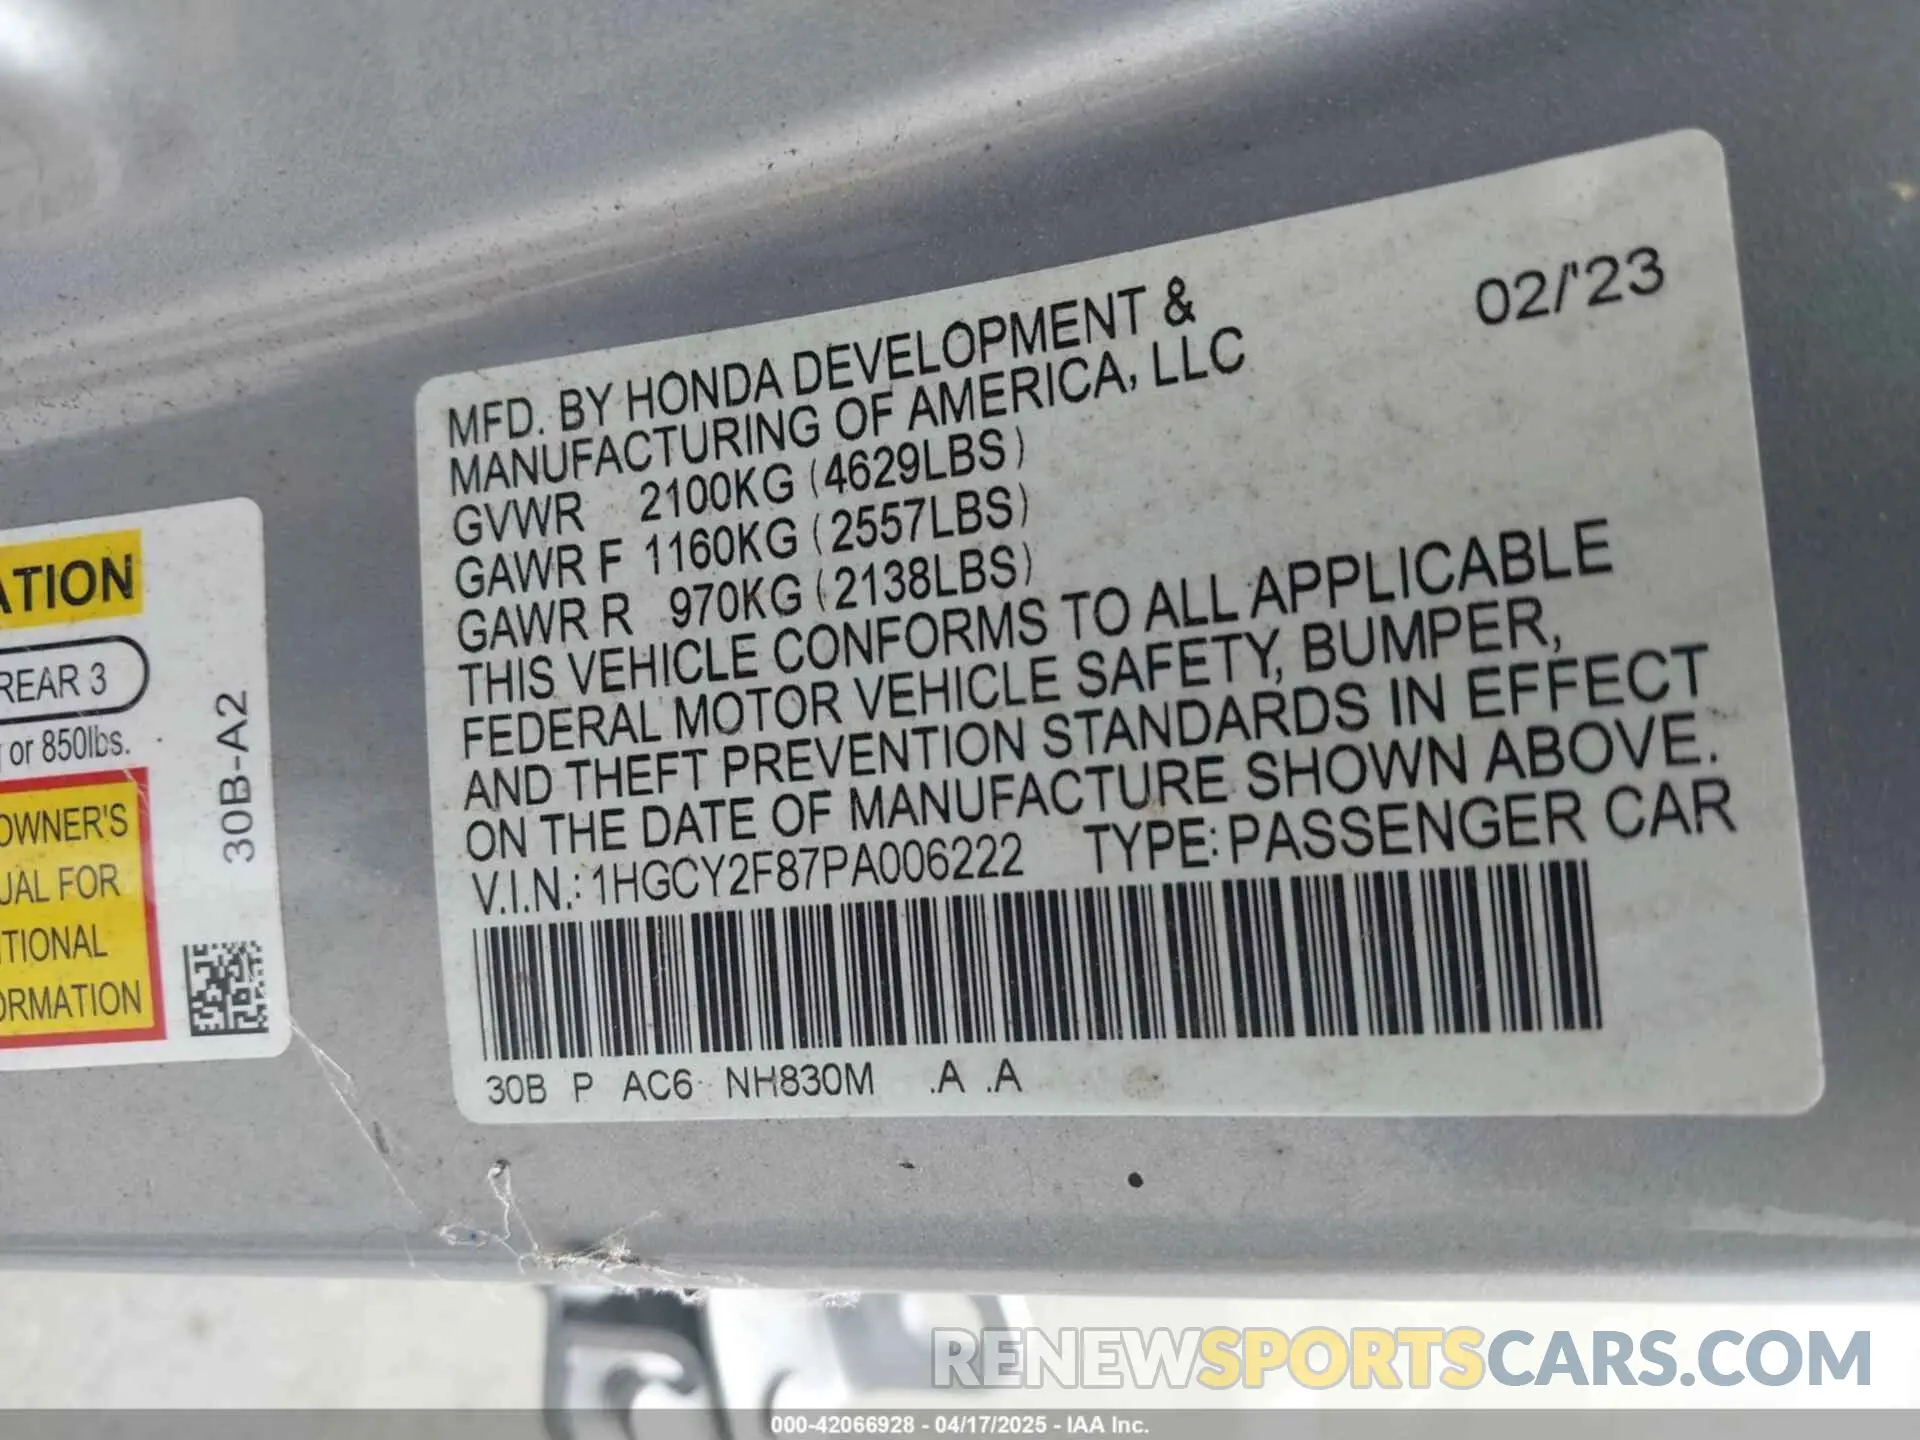 ATION
REAR 3
or 850lbs.
OWNER'S
UAL FOR
ITIONAL
ORMATION
30B-A2
02/'23
MFD. BY HONDA DEVELOPMENT &
MANUFACTURING OF AMERICA, LLC
GVWR 2100KG (4629LBS)
GAWR F 1160KG (2557LBS)
GAWR R 970KG (2138LBS)
THIS VEHICLE CONFORMS TO ALL APPLICABLE
FEDERAL MOTOR VEHICLE SAFETY, BUMPER,
AND THEFT PREVENTION STANDARDS IN EFFECT
ON THE DATE OF MANUFACTURE SHOWN ABOVE.
V.I.N.: 1HGCY2F87PA006222 TYPE: PASSENGER CAR
30B P AC6 NH830M .A .A
RENEWSPORTSCARS.COM
000-42066928 - 04/17/2025 - IAA Inc.